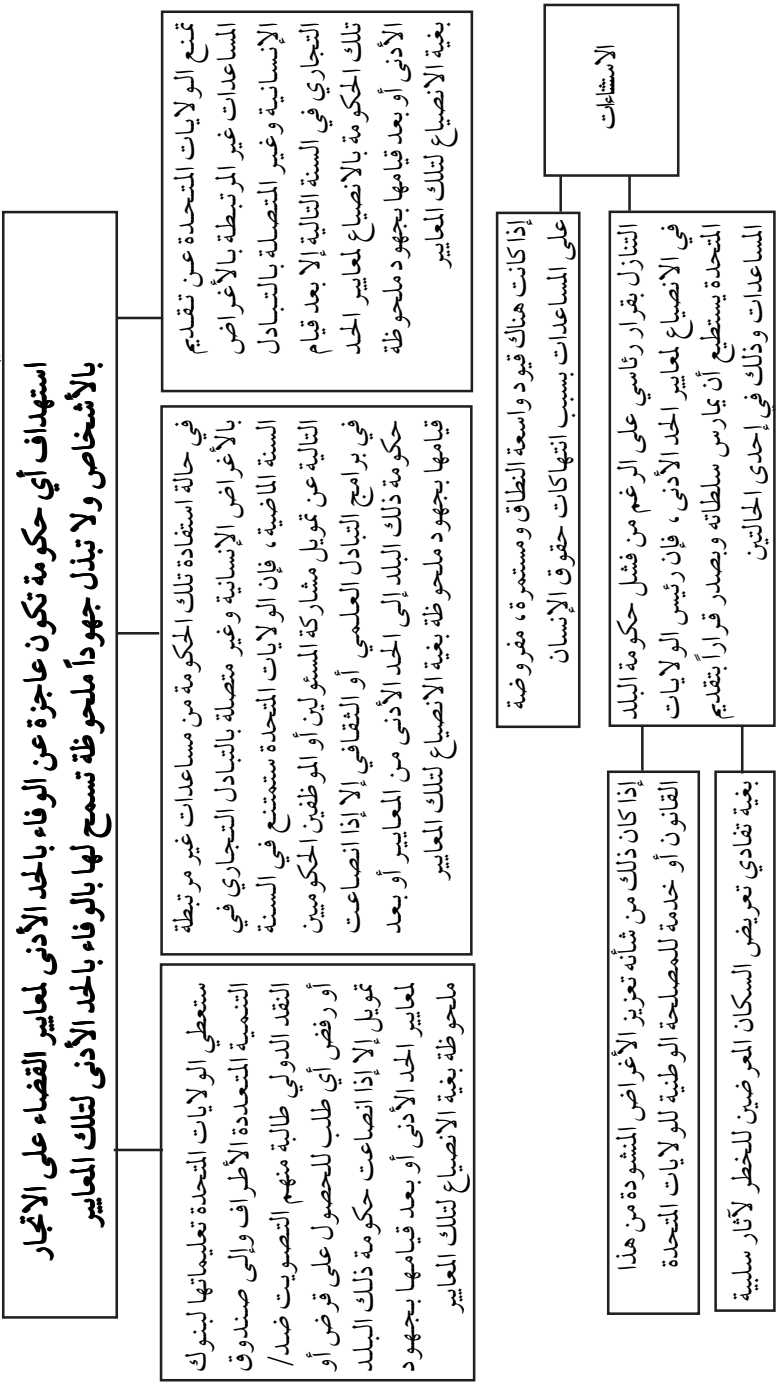 استهداف أي حكومة تكون عاجزة عن الوفاء بالحد الأدنى لمعايير القضاء على الاتجار
بالأشخاص ولا تبذل جهوداً ملحوظة تسمح لها بالوفاء بالحد الأدنى لتلك المعايير
تمنع الولايات المتحدة عن تقديم
المساعدات غير المرتبطة بالأغراض
الإنسانية وغير المتصلة بالتبادل
التجاري في السنة التالية إلا بعد قيام
تلك الحكومة بالانصياع لمعايير الحد
الأدنى أو بعد قيامها بجهود ملحوظة
بغية الانصياع لتلك المعايير
في حالة استفادة تلك الحكومة من مساعدات غير مرتبطة
بالأغراض الإنسانية وغير متصلة بالتبادل التجاري في
السنة الماضية، فإن الولايات المتحدة ستمتنع في السنة
التالية عن تمويل مشاركة المسئولين أو الموظفين الحكوميين
في برامج التبادل العلمي أو الثقافي إلا إذا انصاعت
حكومة ذلك البلد إلى الحد الأدنى من المعايير أو بعد
قيامها بجهود ملحوظة بغية الانصياع لتلك المعايير
ستعطي الولايات المتحدة تعليماتها لبنوك
التنمية المتعددة الأطراف وإلى صندوق
النقد الدولي طالبة منهم التصويت ضد/
أو رفض أي طلب للحصول على قرض أو
تمويل إلا إذا انصاعت حكومة ذلك البلد
لمعايير الحد الأدنى أو بعد قيامها بجهود
ملحوظة بغية الانصياع لتلك المعايير
الاستثناءات
إذا كانت هناك قيود واسعة النطاق ومستمرة، مفروضة
على المساعدات بسبب انتهاكات حقوق الإنسان
التنازل بقرار رئاسي على الرغم من فشل حكومة البلد
في الانصياع لمعايير الحد الأدنى، فإن رئيس الولايات
المتحدة يستطيع أن يمارس سلطاته ويصدر قراراً بتقديم
المساعدات وذلك في إحدى الحالتين
إذا كان ذلك من شأنه تعزيز الأغراض المنشودة من هذا
القانون أو خدمة للمصلحة الوطنية للولايات المتحدة
بغية تفادي تعريض السكان المعرضين للخطر لآثار سلبية